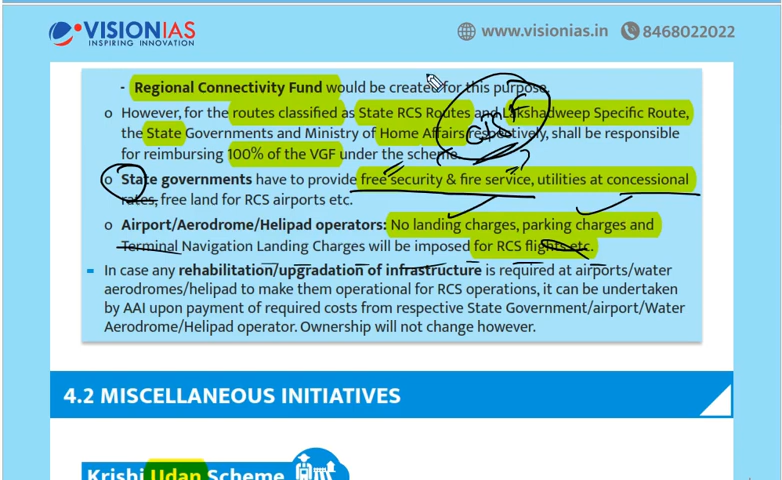 VISIONIAS
INSPIRING INNOVATION
www.visionias.in
8468022022
- Regional Connectivity Fund would be created for this purpose.
o However, for the routes classified as State RCS Routes and Lakshadweep Specific Route,
the State Governments and Ministry of Home Affairs respectively, shall be responsible
for reimbursing 100% of the VGF under the scheme.
CISF
o State governments have to provide free security & fire service, utilities at concessional
rates, free land for RCS airports etc.
o Airport/Aerodrome/Helipad operators: No landing charges, parking charges and
Terminal Navigation Landing Charges will be imposed for RCS flights etc.
In case any rehabilitation/upgradation of infrastructure is required at airports/water
aerodromes/helipad to make them operational for RCS operations, it can be undertaken
by AAI upon payment of required costs from respective State Government/airport/Water
Aerodrome/Helipad operator. Ownership will not change however.
4.2 MISCELLANEOUS INITIATIVES
Krishi Udan Scheme